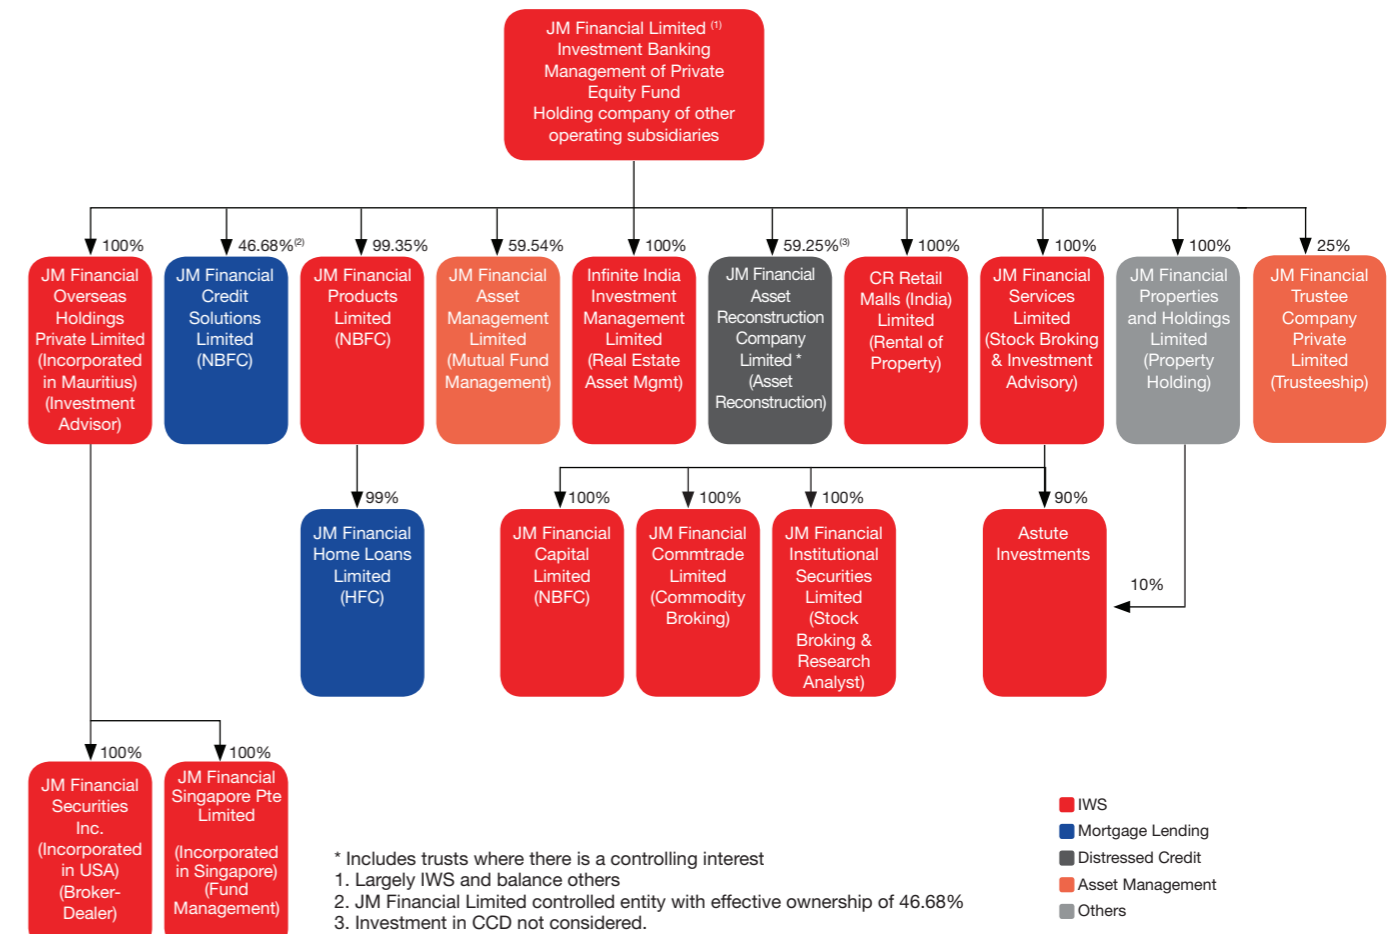 JM Financial Limited (1)
Investment Banking
Management of Private
Equity Fund
Holding company of other
operating subsidiaries
100%
JM Financial
Overseas
Holdings
Private Limited
(Incorporated
in Mauritius)
(Investment
Advisor)
46.68%(2)
JM Financial
Credit
Solutions
Limited
(NBFC)
99.35%
JM Financial
Products
Limited
(NBFC)
59.54%
JM Financial
Asset
Management
Limited
(Mutual Fund
Management)
100%
Infinite India
Investment
Management
Limited
(Real Estate
Asset Mgmt)
59.25%(3)
JM Financial
Asset
Reconstruction
Company
Limited *
(Asset
Reconstruction)
100%
CR Retail
Malls (India)
Limited
(Rental of
Property)
100%
JM Financial
Services
Limited
(Stock Broking
& Investment
Advisory)
100%
JM Financial
Properties
and Holdings
Limited
(Property
Holding)
25%
JM Financial
Trustee
Company
Private
Limited
(Trusteeship)
99%
JM Financial
Home Loans
Limited
(HFC)
100%
JM Financial
Capital
Limited
(NBFC)
100%
JM Financial
Commtrade
Limited
(Commodity
Broking)
100%
JM Financial
Institutional
Securities
Limited
(Stock
Broking &
Research
Analyst)
90%
Astute
Investments
10%
100%
JM Financial
Securities
Inc.
(Incorporated
in USA)
(Broker-
Dealer)
100%
JM Financial
Singapore Pte
Limited
(Incorporated
in Singapore)
(Fund
Management)
* Includes trusts where there is a controlling interest
1. Largely IWS and balance others
2. JM Financial Limited controlled entity with effective ownership of 46.68%
3. Investment in CCD not considered.
IWS
Mortgage Lending
Distressed Credit
Asset Management
Others